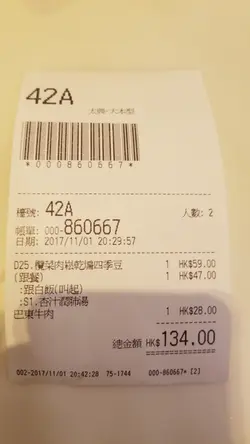 42A
*000860667*
檯號: 42A 人數: 2
帳單: 000-860667
日期: 2017/11/01 20:29:57
D25.欖菜肉崧乾煸四季豆 1 HK$59.00
(跟餐) 1 HK$47.00
:跟白飯(叫起)
:S1.杏汁潤肺湯
巴東牛肉 1 HK$28.00
總金額 HK$134.00
002-2017/11/01 20:42:28 75-1744 000-860667* [2]